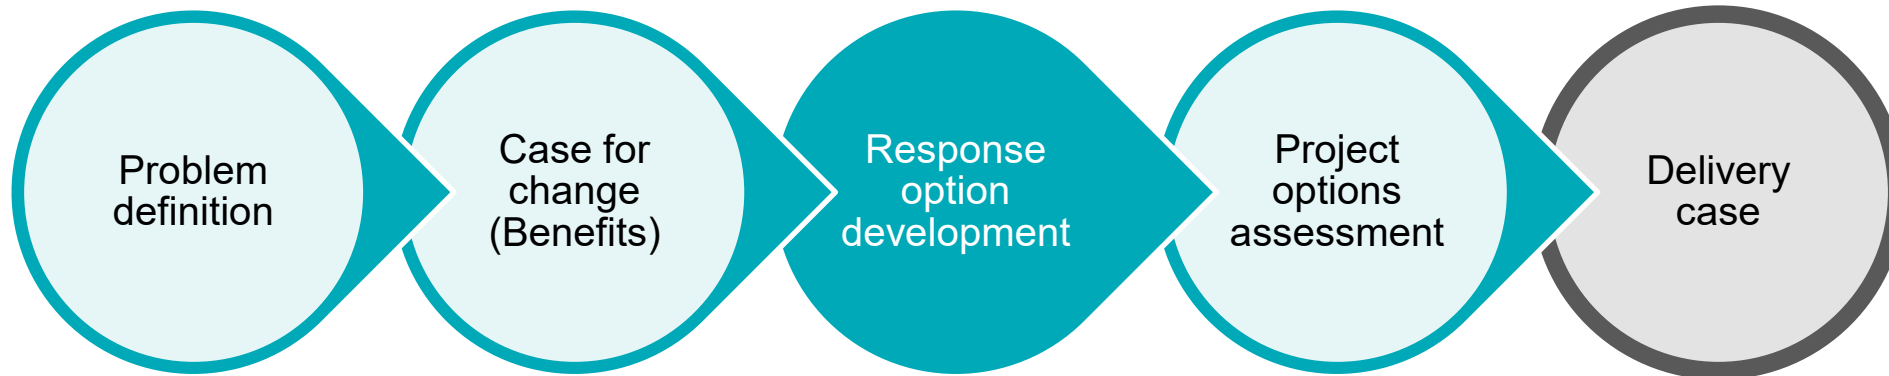 Problem
definition
Case for
change
(Benefits)
Response
option
development
Project
options
assessment
Delivery
case